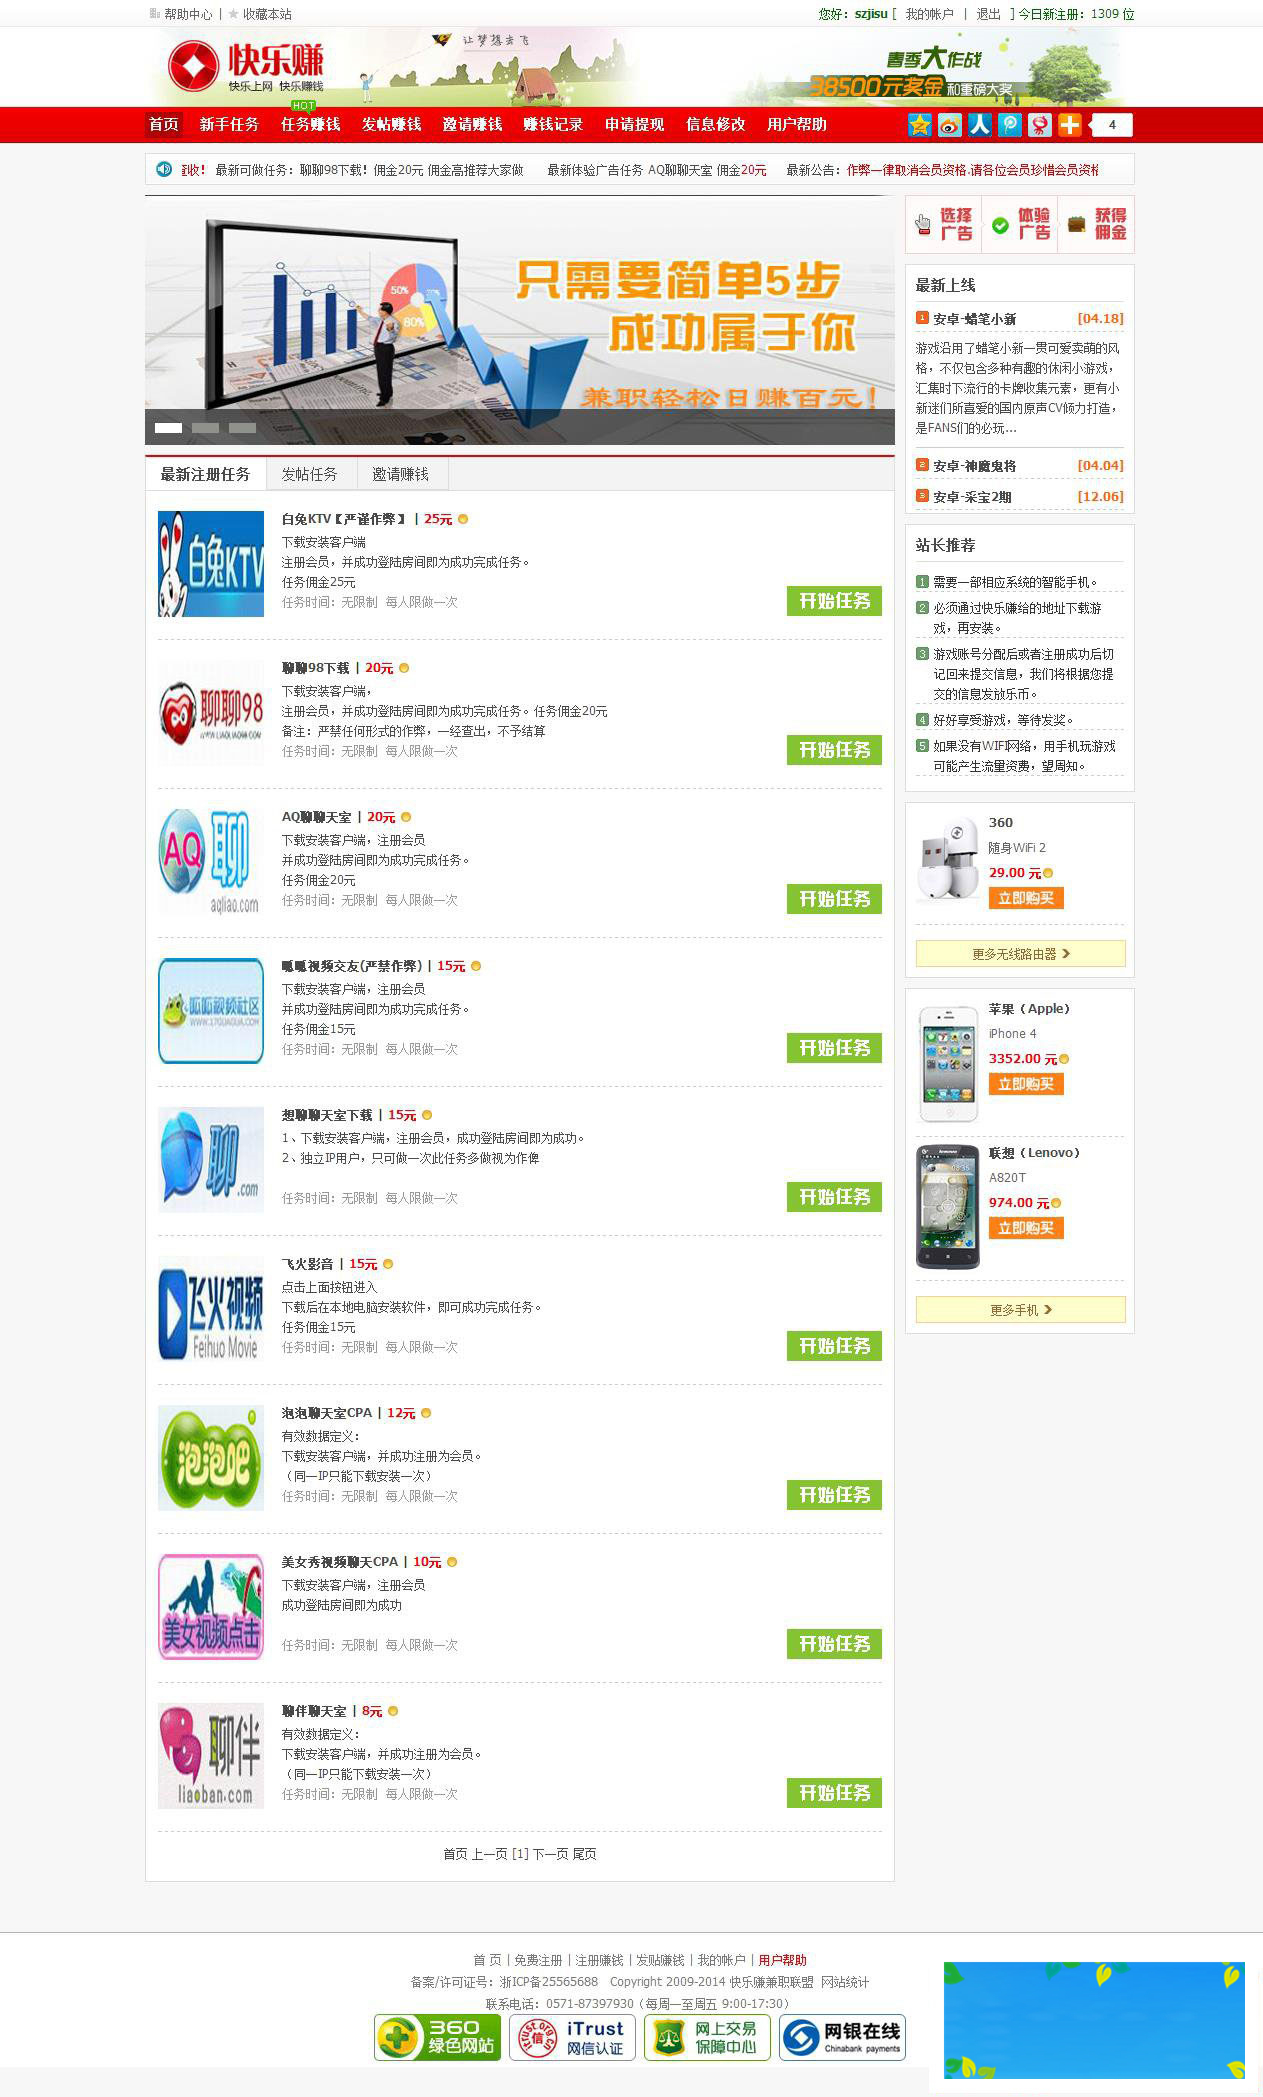 帮助中心 | 收藏本站
您好：szjisu [ 我的帐户 | 退出 ] 今日新注册：1309 位
快乐赚
快乐上网 快乐赚钱
让梦想去飞
春季大作战
38500元奖金和重磅大奖
HOT
首页 新手任务 任务赚钱 发帖赚钱 邀请赚钱 赚钱记录 申请提现 信息修改 用户帮助
4
收！ 最新可做任务：聊聊98下载！佣金20元 佣金高推荐大家做 最新体验广告任务 AQ聊聊天室 佣金20元 最新公告：作弊一律取消会员资格.请各位会员珍惜会员资格
只需要简单5步
成功属于你
兼职轻松日赚百元！
50%
20%
80%
选择广告
体验广告
获得佣金
最新上线
1 安卓-蜡笔小新 [04.18]
游戏沿用了蜡笔小新一贯可爱卖萌的风
格，不仅包含多种有趣的休闲小游戏，
汇集时下流行的卡牌收集元素，更有小
新迷们所喜爱的国内原声CV倾力打造，
是FANS们的必玩...
2 安卓-神魔鬼将 [04.04]
3 安卓-采宝2期 [12.06]
最新注册任务 发帖任务 邀请赚钱
白兔KTV
白兔KTV【严谨作弊】 | 25元
下载安装客户端
注册会员，并成功登陆房间即为成功完成任务。
任务佣金25元
任务时间：无限制 每人限做一次
开始任务
聊聊98
WWW.LIAOLIAO98.COM
聊聊98下载 | 20元
下载安装客户端，
注册会员，并成功登陆房间即为成功完成任务。任务佣金20元
备注：严禁任何形式的作弊，一经查出，不予结算
任务时间：无限制 每人限做一次
开始任务
AQ聊
aqliao.com
AQ聊聊天室 | 20元
下载安装客户端，注册会员
并成功登陆房间即为成功完成任务。
任务佣金20元
任务时间：无限制 每人限做一次
开始任务
呱呱视频社区
WWW.17GUAGUA.COM
呱呱视频交友(严禁作弊) | 15元
下载安装客户端，注册会员
并成功登陆房间即为成功完成任务。
任务佣金15元
任务时间：无限制 每人限做一次
开始任务
聊
.com
想聊聊天室下载 | 15元
1、下载安装客户端，注册会员，成功登陆房间即为成功。
2、独立IP用户，只可做一次此任务多做视为作俾
任务时间：无限制 每人限做一次
开始任务
飞火视频
Feihuo Movie
飞火影音 | 15元
点击上面按钮进入
下载后在本地电脑安装软件，即可成功完成任务。
任务佣金15元
任务时间：无限制 每人限做一次
开始任务
泡泡吧
泡泡聊天室CPA | 12元
有效数据定义：
下载安装客户端，并成功注册为会员。
（同一IP只能下载安装一次）
任务时间：无限制 每人限做一次
开始任务
美女视频点击
美女秀视频聊天CPA | 10元
下载安装客户端，注册会员
成功登陆房间即为成功
任务时间：无限制 每人限做一次
开始任务
聊伴
liaoban.com
聊伴聊天室 | 8元
有效数据定义：
下载安装客户端，并成功注册为会员。
（同一IP只能下载安装一次）
任务时间：无限制 每人限做一次
开始任务
首页 上一页 [1] 下一页 尾页
站长推荐
1 需要一部相应系统的智能手机。
2 必须通过快乐赚给的地址下载游
戏，再安装。
3 游戏账号分配后或者注册成功后切
记回来提交信息，我们将根据您提
交的信息发放乐币。
4 好好享受游戏，等待发奖。
5 如果没有WIFI网络，用手机玩游戏
可能产生流量资费，望周知。
360
随身WiFi 2
29.00 元
立即购买
更多无线路由器
苹果（Apple）
iPhone 4
3352.00 元
立即购买
联想（Lenovo）
A820T
974.00 元
立即购买
更多手机
首 页 | 免费注册 | 注册赚钱 | 发贴赚钱 | 我的帐户 | 用户帮助
备案/许可证号：浙ICP备25565688 Copyright 2009-2014 快乐赚兼职联盟 网站统计
联系电话：0571-87397930（每周一至周五 9:00-17:30）
360
绿色网站
itrust.org.cn
信
iTrust
网信认证
网上交易
保障中心
网银在线
Chinabank payments